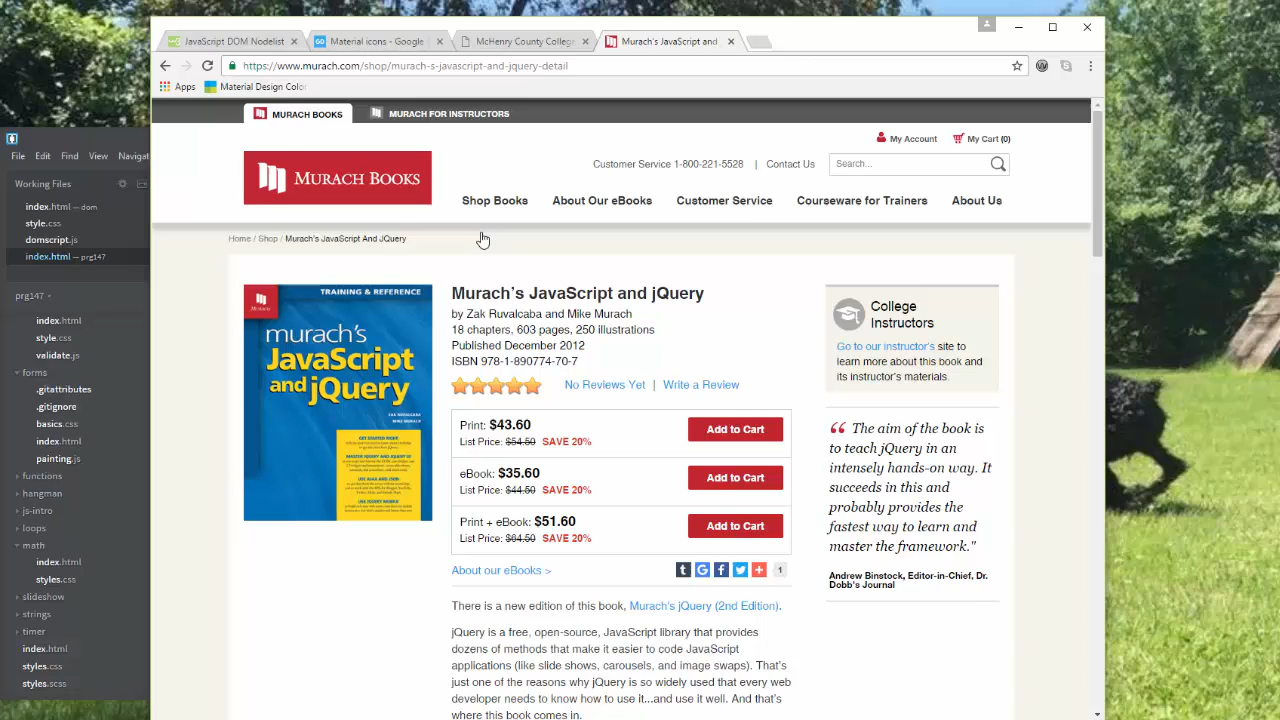 JavaScript DOM Nodelist
Material icons - Google
McHenry County College
Murach's JavaScript and
https://www.murach.com/shop/murach-s-javascript-and-jquery-detail
Apps
Material Design Color
MURACH BOOKS
MURACH FOR INSTRUCTORS
My Account
My Cart (0)
Customer Service 1-800-221-5528 | Contact Us
Search...
MURACH BOOKS
Shop Books
About Our eBooks
Customer Service
Courseware for Trainers
About Us
Home / Shop / Murach's JavaScript And JQuery
File Edit Find View Navigat
Working Files
index.html — dom
style.css
domscript.js
index.html — prg147
prg147
index.html
style.css
validate.js
forms
.gitattributes
.gitignore
basics.css
index.html
painting.js
functions
hangman
js-intro
loops
math
index.html
styles.css
slideshow
strings
timer
index.html
styles.css
styles.scss
TRAINING & REFERENCE
murach's
JavaScript
and jQuery
Murach's JavaScript and jQuery
by Zak Ruvalcaba and Mike Murach
18 chapters, 603 pages, 250 illustrations
Published December 2012
ISBN 978-1-890774-70-7
No Reviews Yet | Write a Review
Print: $43.60
List Price: $54.50 SAVE 20%
Add to Cart
eBook: $35.60
List Price: $44.50 SAVE 20%
Add to Cart
Print + eBook: $51.60
List Price: $64.50 SAVE 20%
Add to Cart
About our eBooks >
1
There is a new edition of this book, Murach's jQuery (2nd Edition).
jQuery is a free, open-source, JavaScript library that provides
dozens of methods that make it easier to code JavaScript
applications (like slide shows, carousels, and image swaps). That's
just one of the reasons why jQuery is so widely used that every web
developer needs to know how to use it...and use it well. And that's
where this book comes in.
College
Instructors
Go to our instructor's site to
learn more about this book and
its instructor's materials.
“ The aim of the book is
to teach jQuery in an
intensely hands-on way. It
succeeds in this and
probably provides the
fastest way to learn and
master the framework."
Andrew Binstock, Editor-in-Chief, Dr.
Dobb's Journal